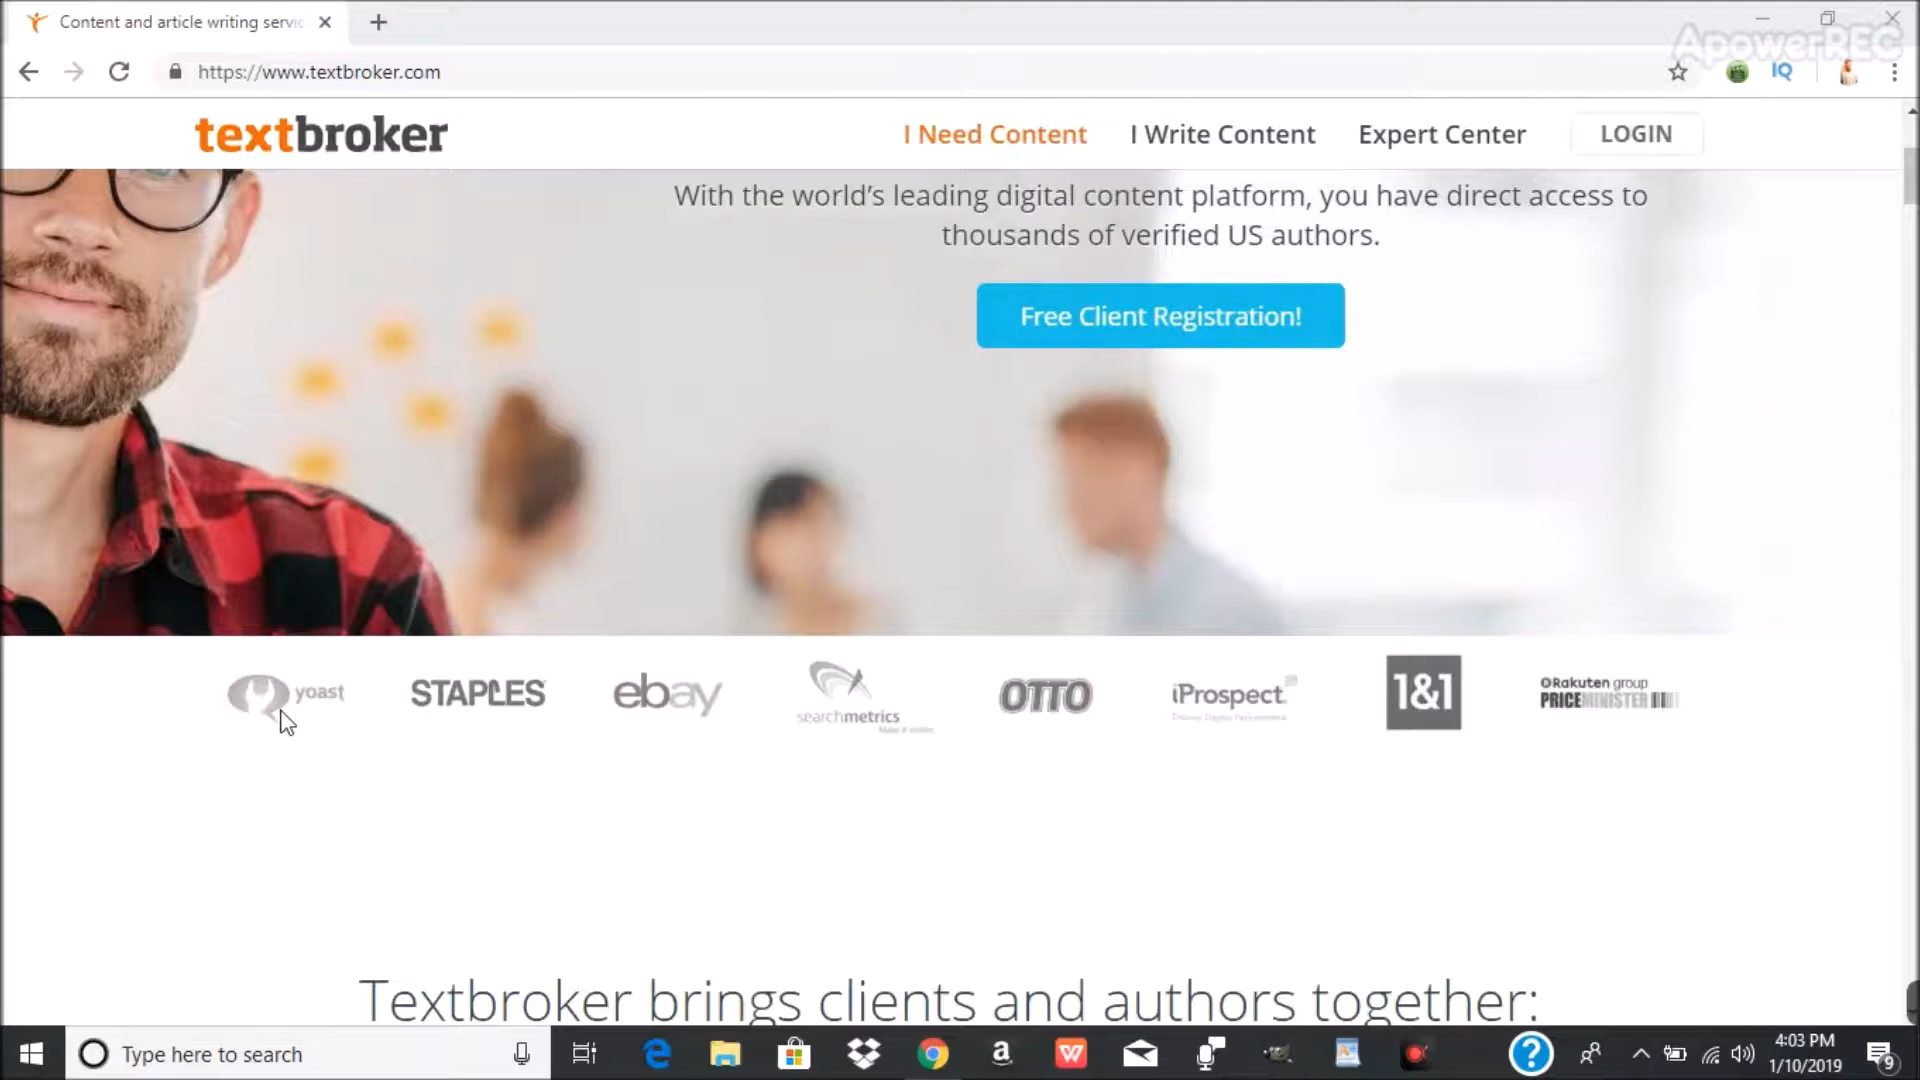 Content and article writing servic
ApowerREC
https://www.textbroker.com
IQ
textbroker
I Need Content
I Write Content
Expert Center
LOGIN
With the world's leading digital content platform, you have direct access to
thousands of verified US authors.
Free Client Registration!
yoast
STAPLES
ebay
searchmetrics
OTTO
iProspect.
1&1
Rakuten group
PRICEMINISTER
Textbroker brings clients and authors together:
Type here to search
4:03 PM
1/10/2019
9